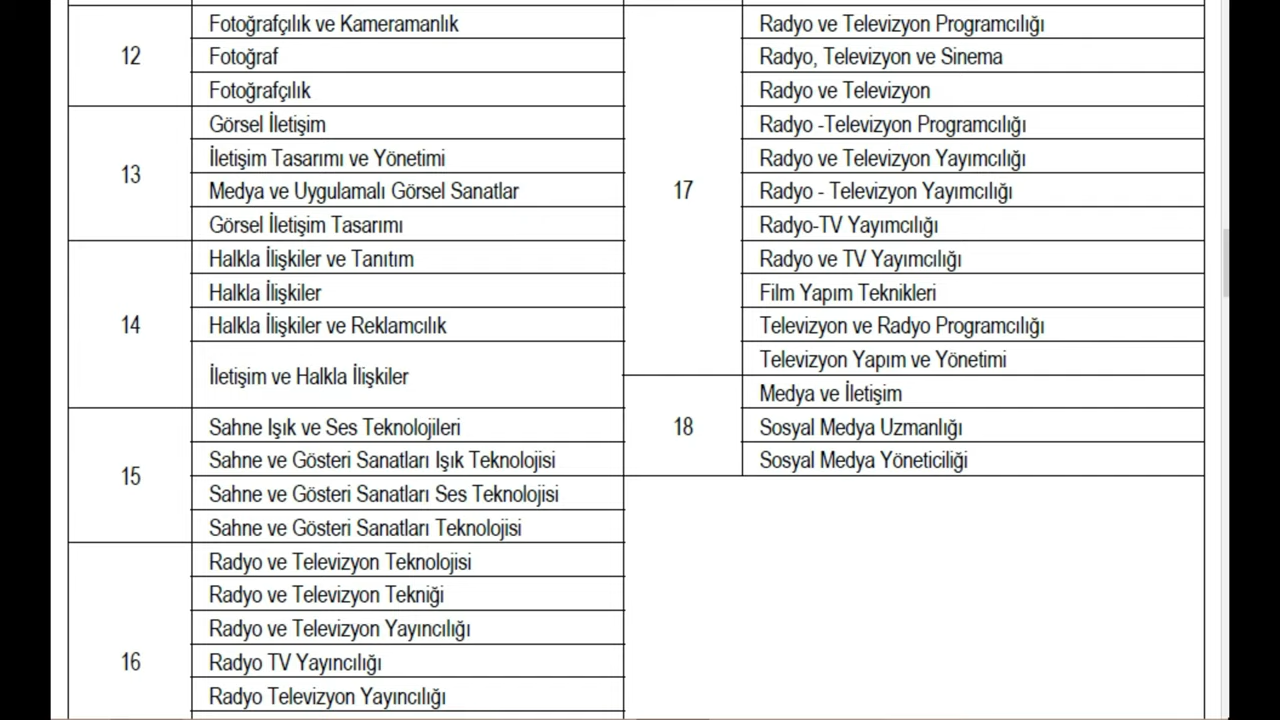 12
Fotoğrafçılık ve Kameramanlık
Fotoğraf
Fotoğrafçılık
13
Görsel İletişim
İletişim Tasarımı ve Yönetimi
Medya ve Uygulamalı Görsel Sanatlar
Görsel İletişim Tasarımı
14
Halkla İlişkiler ve Tanıtım
Halkla İlişkiler
Halkla İlişkiler ve Reklamcılık
İletişim ve Halkla İlişkiler
15
Sahne Işık ve Ses Teknolojileri
Sahne ve Gösteri Sanatları Işık Teknolojisi
Sahne ve Gösteri Sanatları Ses Teknolojisi
Sahne ve Gösteri Sanatları Teknolojisi
16
Radyo ve Televizyon Teknolojisi
Radyo ve Televizyon Tekniği
Radyo ve Televizyon Yayıncılığı
Radyo TV Yayıncılığı
Radyo Televizyon Yayıncılığı
17
Radyo ve Televizyon Programcılığı
Radyo, Televizyon ve Sinema
Radyo ve Televizyon
Radyo -Televizyon Programcılığı
Radyo ve Televizyon Yayımcılığı
Radyo - Televizyon Yayımcılığı
Radyo-TV Yayımcılığı
Radyo ve TV Yayımcılığı
Film Yapım Teknikleri
Televizyon ve Radyo Programcılığı
Televizyon Yapım ve Yönetimi
18
Medya ve İletişim
Sosyal Medya Uzmanlığı
Sosyal Medya Yöneticiliği